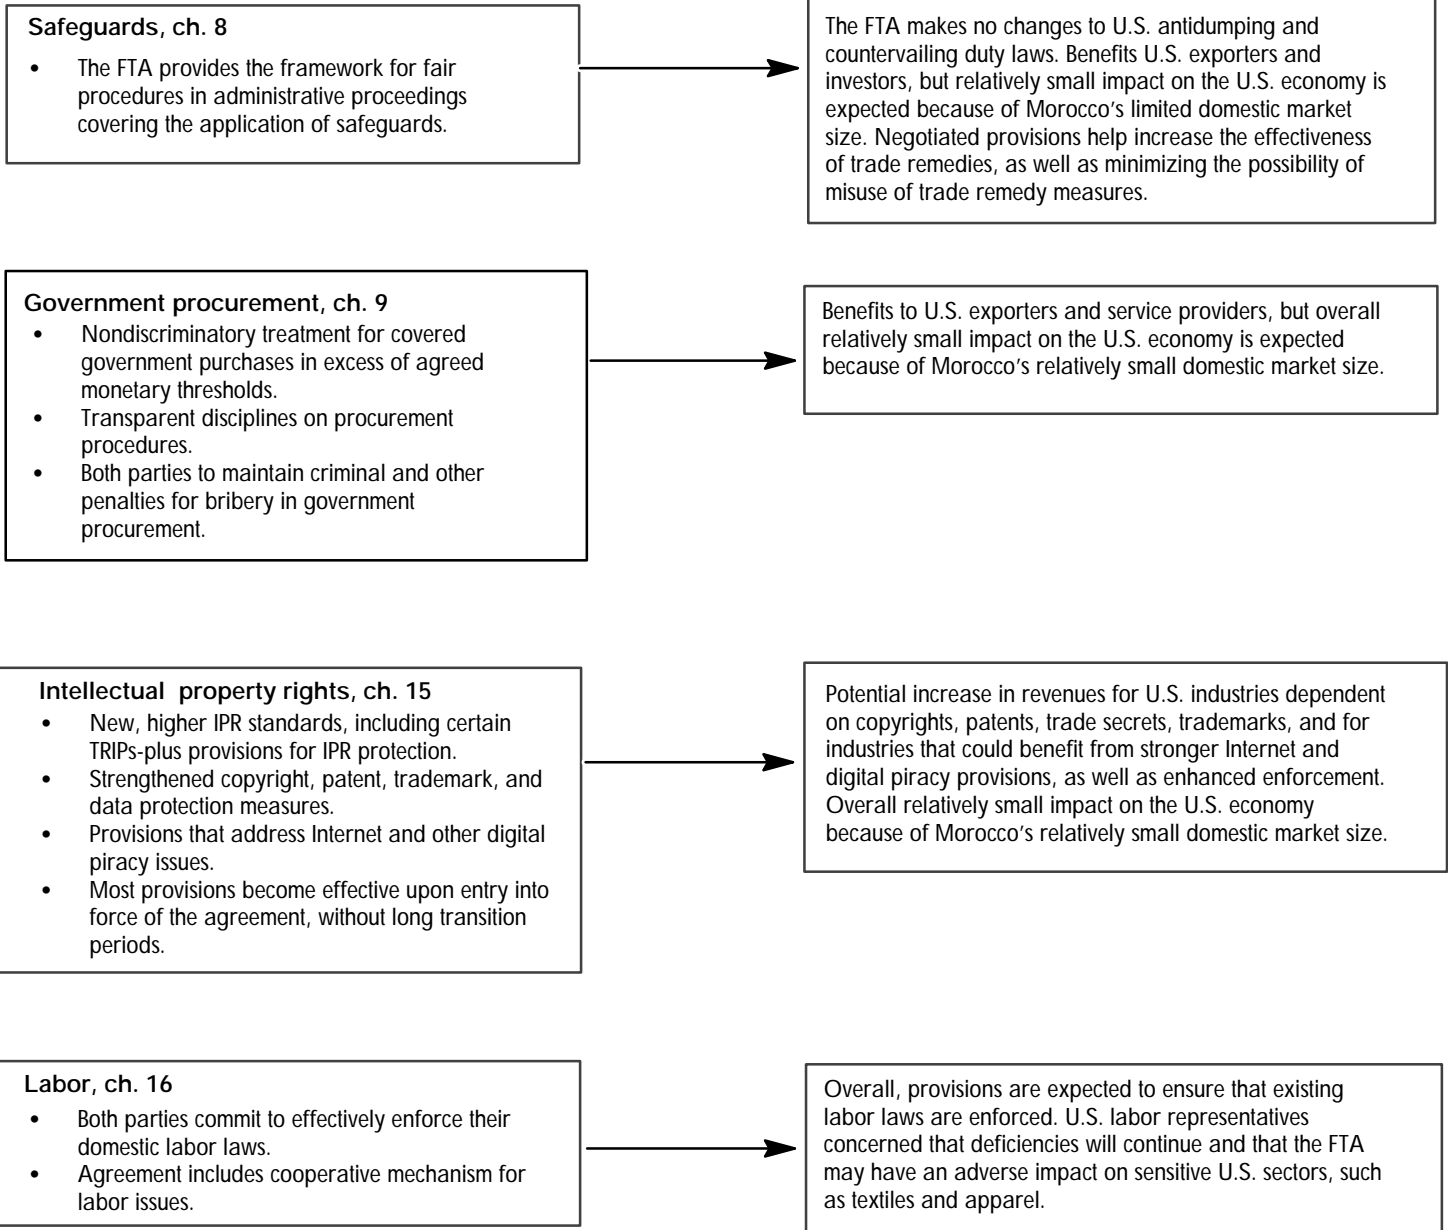 Safeguards, ch. 8
• The FTA provides the framework for fair
procedures in administrative proceedings
covering the application of safeguards.
The FTA makes no changes to U.S. antidumping and
countervailing duty laws. Benefits U.S. exporters and
investors, but relatively small impact on the U.S. economy is
expected because of Morocco's limited domestic market
size. Negotiated provisions help increase the effectiveness
of trade remedies, as well as minimizing the possibility of
misuse of trade remedy measures.
Government procurement, ch. 9
• Nondiscriminatory treatment for covered
government purchases in excess of agreed
monetary thresholds.
• Transparent disciplines on procurement
procedures.
• Both parties to maintain criminal and other
penalties for bribery in government
procurement.
Benefits to U.S. exporters and service providers, but overall
relatively small impact on the U.S. economy is expected
because of Morocco's relatively small domestic market size.
Intellectual property rights, ch. 15
• New, higher IPR standards, including certain
TRIPs-plus provisions for IPR protection.
• Strengthened copyright, patent, trademark, and
data protection measures.
• Provisions that address Internet and other digital
piracy issues.
• Most provisions become effective upon entry into
force of the agreement, without long transition
periods.
Potential increase in revenues for U.S. industries dependent
on copyrights, patents, trade secrets, trademarks, and for
industries that could benefit from stronger Internet and
digital piracy provisions, as well as enhanced enforcement.
Overall relatively small impact on the U.S. economy
because of Morocco's relatively small domestic market size.
Labor, ch. 16
• Both parties commit to effectively enforce their
domestic labor laws.
• Agreement includes cooperative mechanism for
labor issues.
Overall, provisions are expected to ensure that existing
labor laws are enforced. U.S. labor representatives
concerned that deficiencies will continue and that the FTA
may have an adverse impact on sensitive U.S. sectors, such
as textiles and apparel.